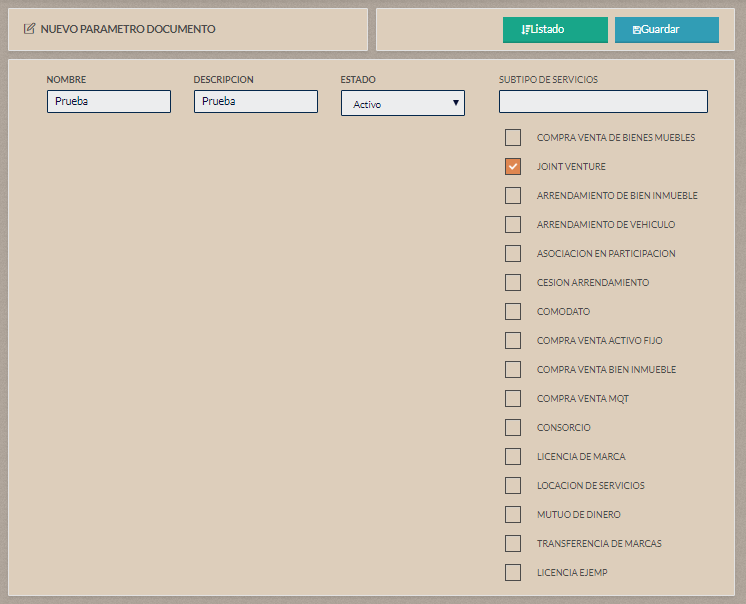 NUEVO PARAMETRO DOCUMENTO
Listado
Guardar
NOMBRE
Prueba
DESCRIPCION
Prueba
ESTADO
Activo
SUBTIPO DE SERVICIOS
COMPRA VENTA DE BIENES MUEBLES
JOINT VENTURE
ARRENDAMIENTO DE BIEN INMUEBLE
ARRENDAMIENTO DE VEHICULO
ASOCIACION EN PARTICIPACION
CESION ARRENDAMIENTO
COMODATO
COMPRA VENTA ACTIVO FIJO
COMPRA VENTA BIEN INMUEBLE
COMPRA VENTA MQT
CONSORCIO
LICENCIA DE MARCA
LOCACION DE SERVICIOS
MUTUO DE DINERO
TRANSFERENCIA DE MARCAS
LICENCIA EJEMP